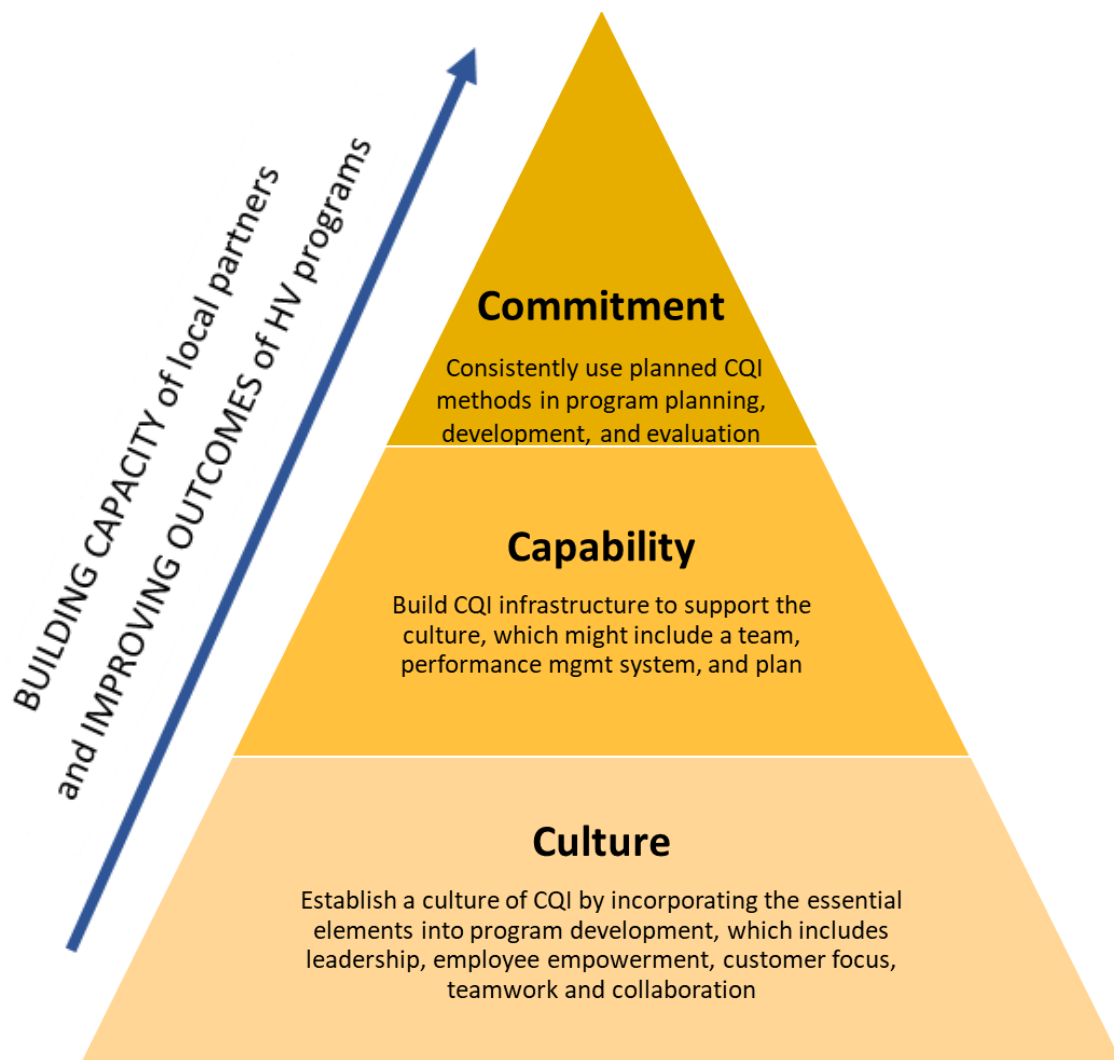 BUILDING CAPACITY of local partners
and IMPROVING OUTCOMES of HV programs
Commitment
Consistently use planned CQI
methods in program planning,
development, and evaluation
Capability
Build CQI infrastructure to support the
culture, which might include a team,
performance mgmt system, and plan
Culture
Establish a culture of CQI by incorporating the essential
elements into program development, which includes
leadership, employee empowerment, customer focus,
teamwork and collaboration